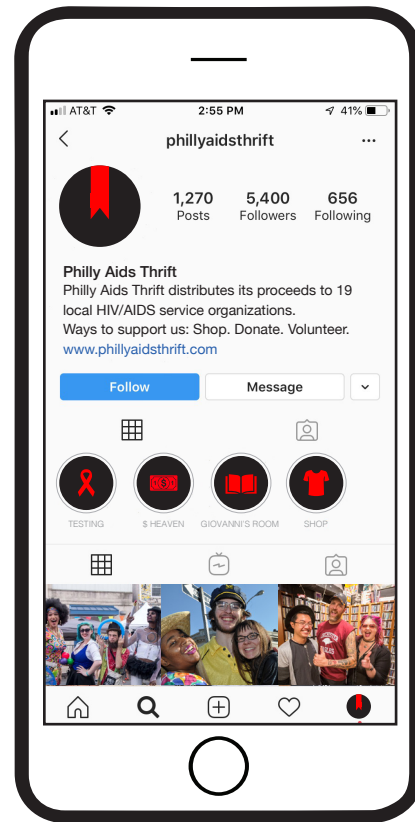 AT&T 2:55 PM 41%
phillyaidsthrift ...
1,270 5,400 656
Posts Followers Following
Philly Aids Thrift
Philly Aids Thrift distributes its proceeds to 19
local HIV/AIDS service organizations.
Ways to support us: Shop. Donate. Volunteer.
www.phillyaidsthrift.com
Follow Message
TESTING $ HEAVEN GIOVANNI'S ROOM SHOP